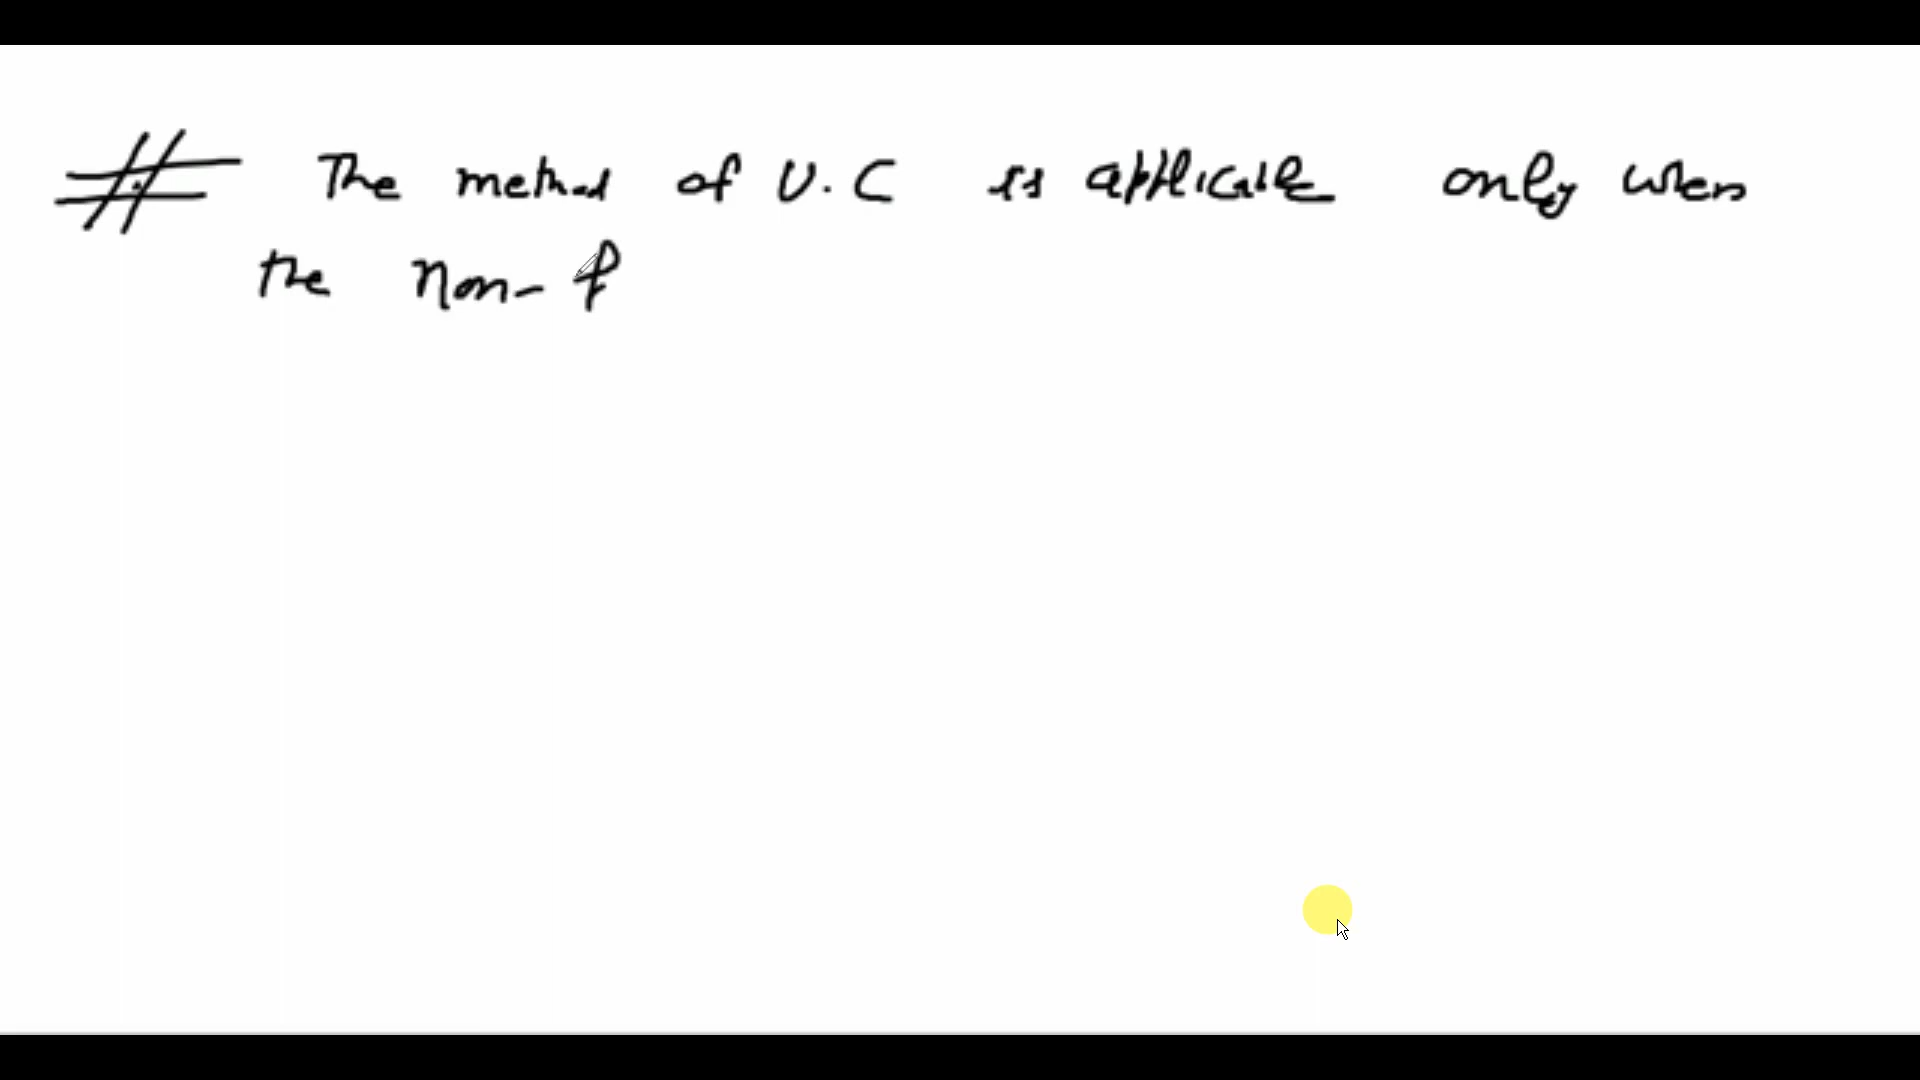 # The method of U.C is applicable only when
the non-